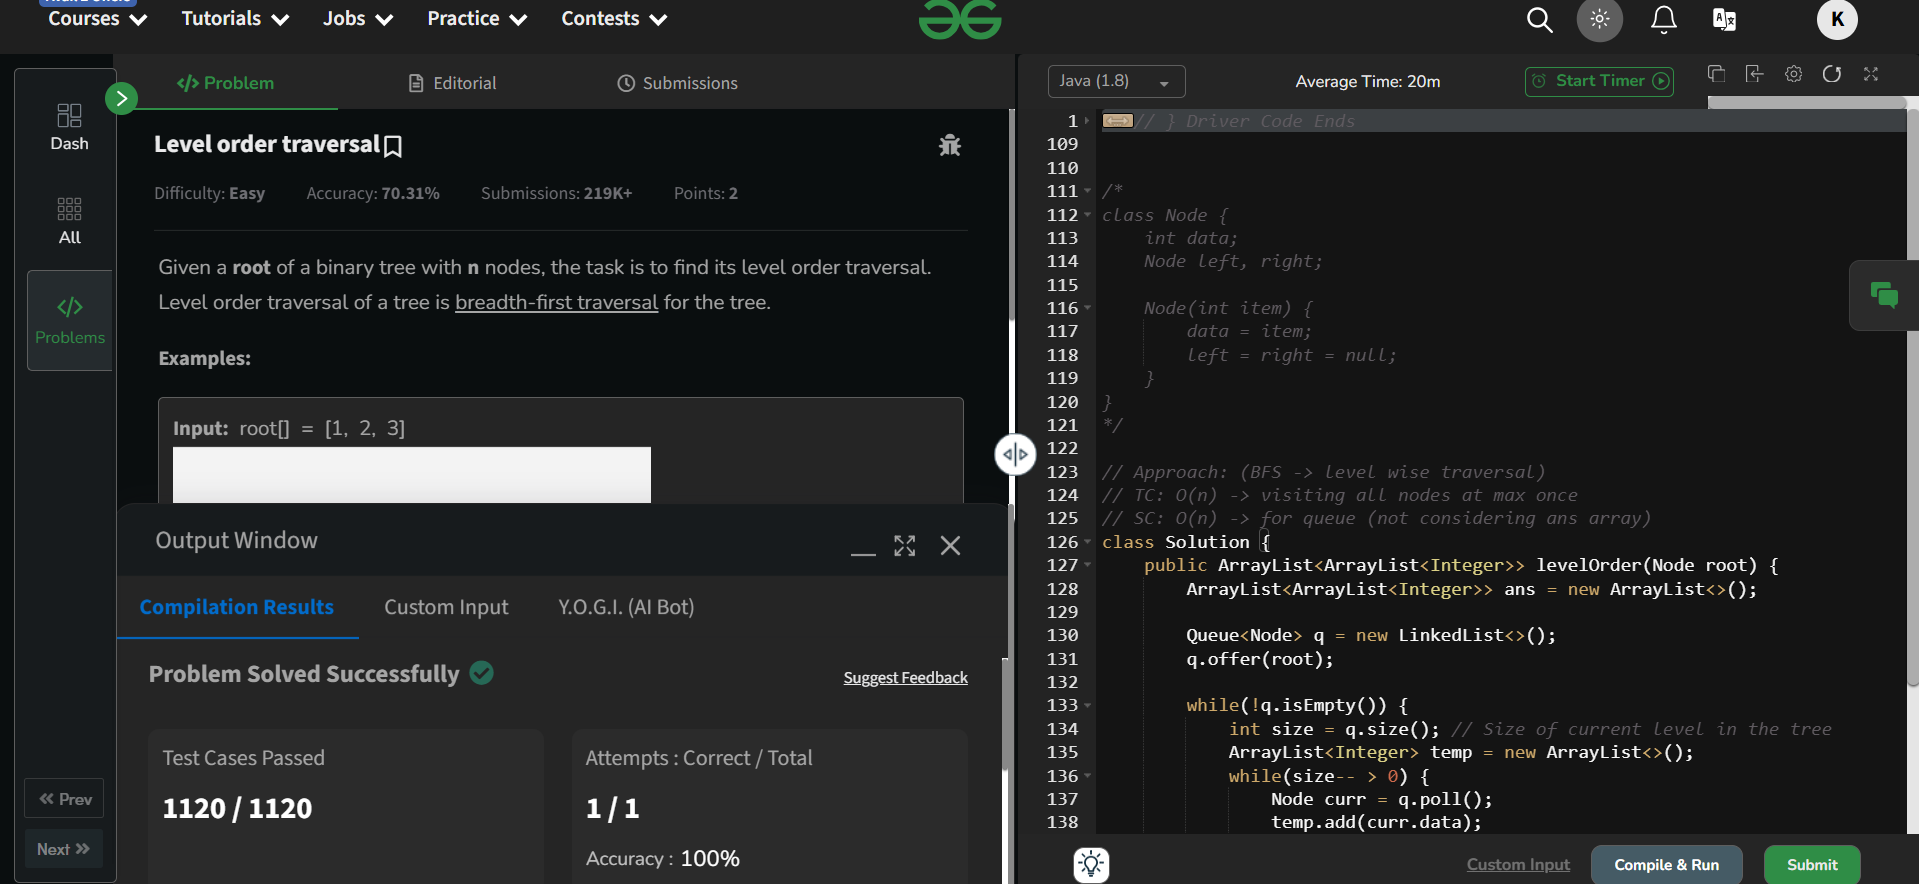 Courses
Tutorials
Jobs
Practice
Contests
K
Dash
All
Problems
Prev
Next
Problem
Editorial
Submissions
Level order traversal
Difficulty: Easy
Accuracy: 70.31%
Submissions: 219K+
Points: 2
Given a root of a binary tree with n nodes, the task is to find its level order traversal.
Level order traversal of a tree is breadth-first traversal for the tree.
Examples:
Input: root[] = [1, 2, 3]
Output Window
Compilation Results
Custom Input
Y.O.G.I. (AI Bot)
Problem Solved Successfully
Suggest Feedback
Test Cases Passed
1120 / 1120
Attempts : Correct / Total
1 / 1
Accuracy : 100%
Java (1.8)
Average Time: 20m
Start Timer
1 // } Driver Code Ends
109
110
111 /*
112 class Node {
113 int data;
114 Node left, right;
115
116 Node(int item) {
117 data = item;
118 left = right = null;
119 }
120 }
121 */
122
123 // Approach: (BFS -> level wise traversal)
124 // TC: O(n) -> visiting all nodes at max once
125 // SC: O(n) -> for queue (not considering ans array)
126 class Solution {
127 public ArrayList<ArrayList<Integer>> levelOrder(Node root) {
128 ArrayList<ArrayList<Integer>> ans = new ArrayList<>();
129
130 Queue<Node> q = new LinkedList<>();
131 q.offer(root);
132
133 while(!q.isEmpty()) {
134 int size = q.size(); // Size of current level in the tree
135 ArrayList<Integer> temp = new ArrayList<>();
136 while(size-- > 0) {
137 Node curr = q.poll();
138 temp.add(curr.data);
Custom Input
Compile & Run
Submit